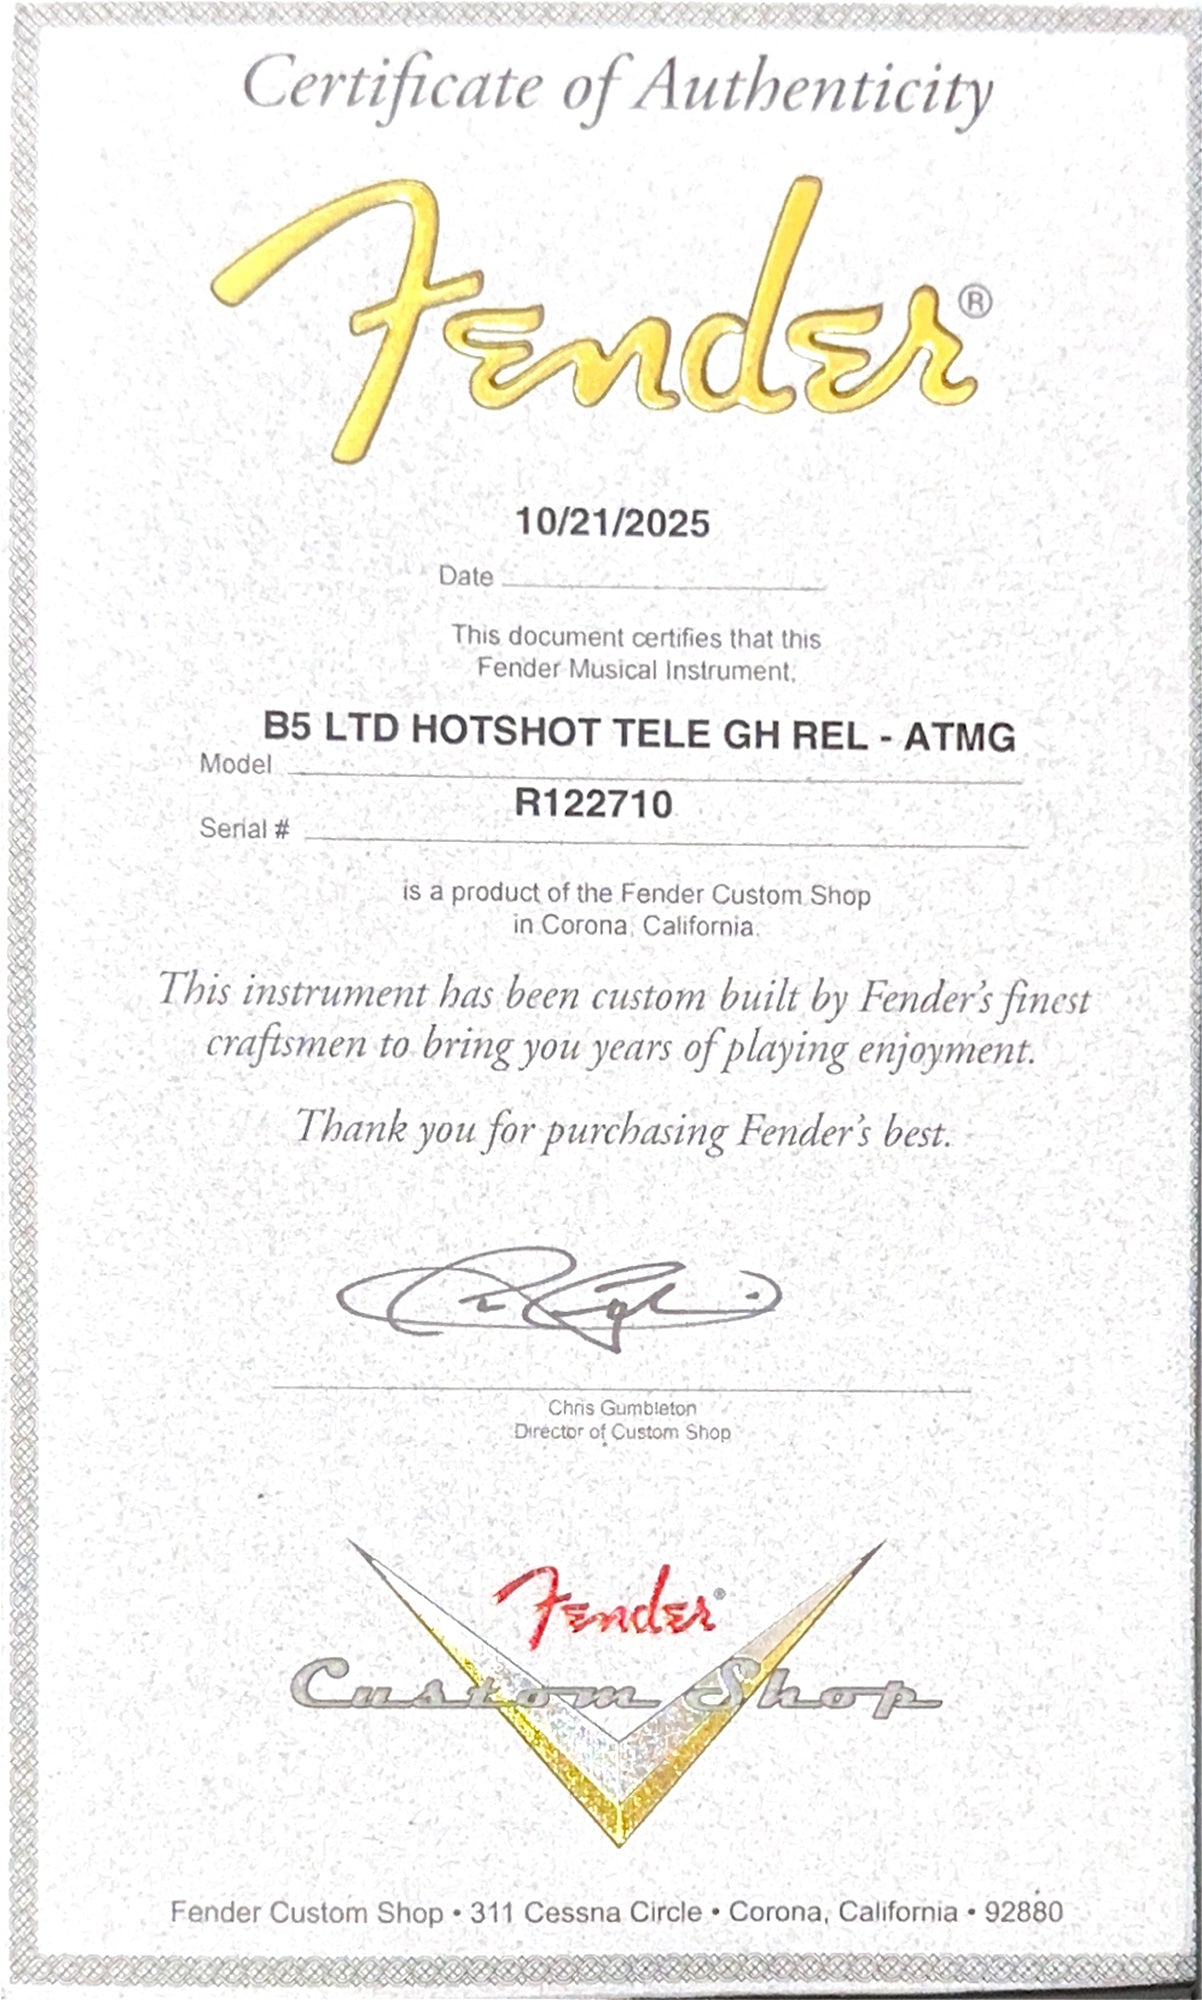 Certificate of Authenticity
Fender®
10/21/2025
Date
This document certifies that this
Fender Musical Instrument,
B5 LTD HOTSHOT TELE GH REL - ATMG
Model
R122710
Serial #
is a product of the Fender Custom Shop
in Corona, California.
This instrument has been custom built by Fender's finest
craftsmen to bring you years of playing enjoyment.
Thank you for purchasing Fender's best.
Chris Gumbleton
Director of Custom Shop
Fender®
Custom Shop
Fender Custom Shop • 311 Cessna Circle • Corona, California • 92880